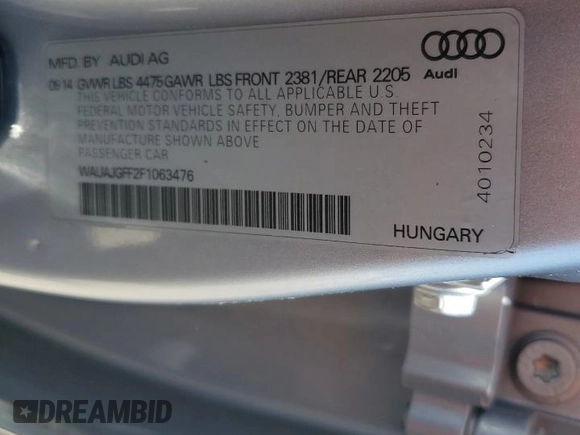 MFD. BY AUDI AG
09 14 GVWR LBS 4475 GAWR LBS FRONT 2381/REAR 2205
THIS VEHICLE CONFORMS TO ALL APPLICABLE U.S.
FEDERAL MOTOR VEHICLE SAFETY, BUMPER AND THEFT
PREVENTION STANDARDS IN EFFECT ON THE DATE OF
MANUFACTURE SHOWN ABOVE
PASSENGER CAR
WAUAJGFF2F1063476
Audi
4010234
HUNGARY
DREAMBID